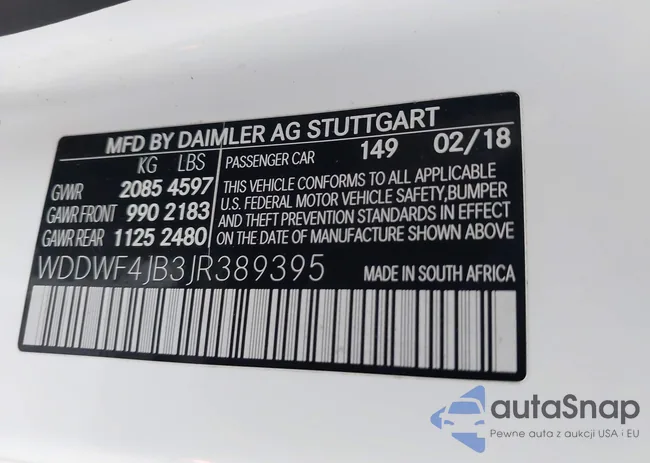 MFD BY DAIMLER AG STUTTGART
KG LBS
GVWR 2085 4597
GAWR FRONT 990 2183
GAWR REAR 1125 2480
PASSENGER CAR 149 02/18
THIS VEHICLE CONFORMS TO ALL APPLICABLE
U.S. FEDERAL MOTOR VEHICLE SAFETY,BUMPER
AND THEFT PREVENTION STANDARDS IN EFFECT
ON THE DATE OF MANUFACTURE SHOWN ABOVE
WDDWF4JB3JR389395
MADE IN SOUTH AFRICA
autaSnap
Pewne auta z aukcji USA i EU